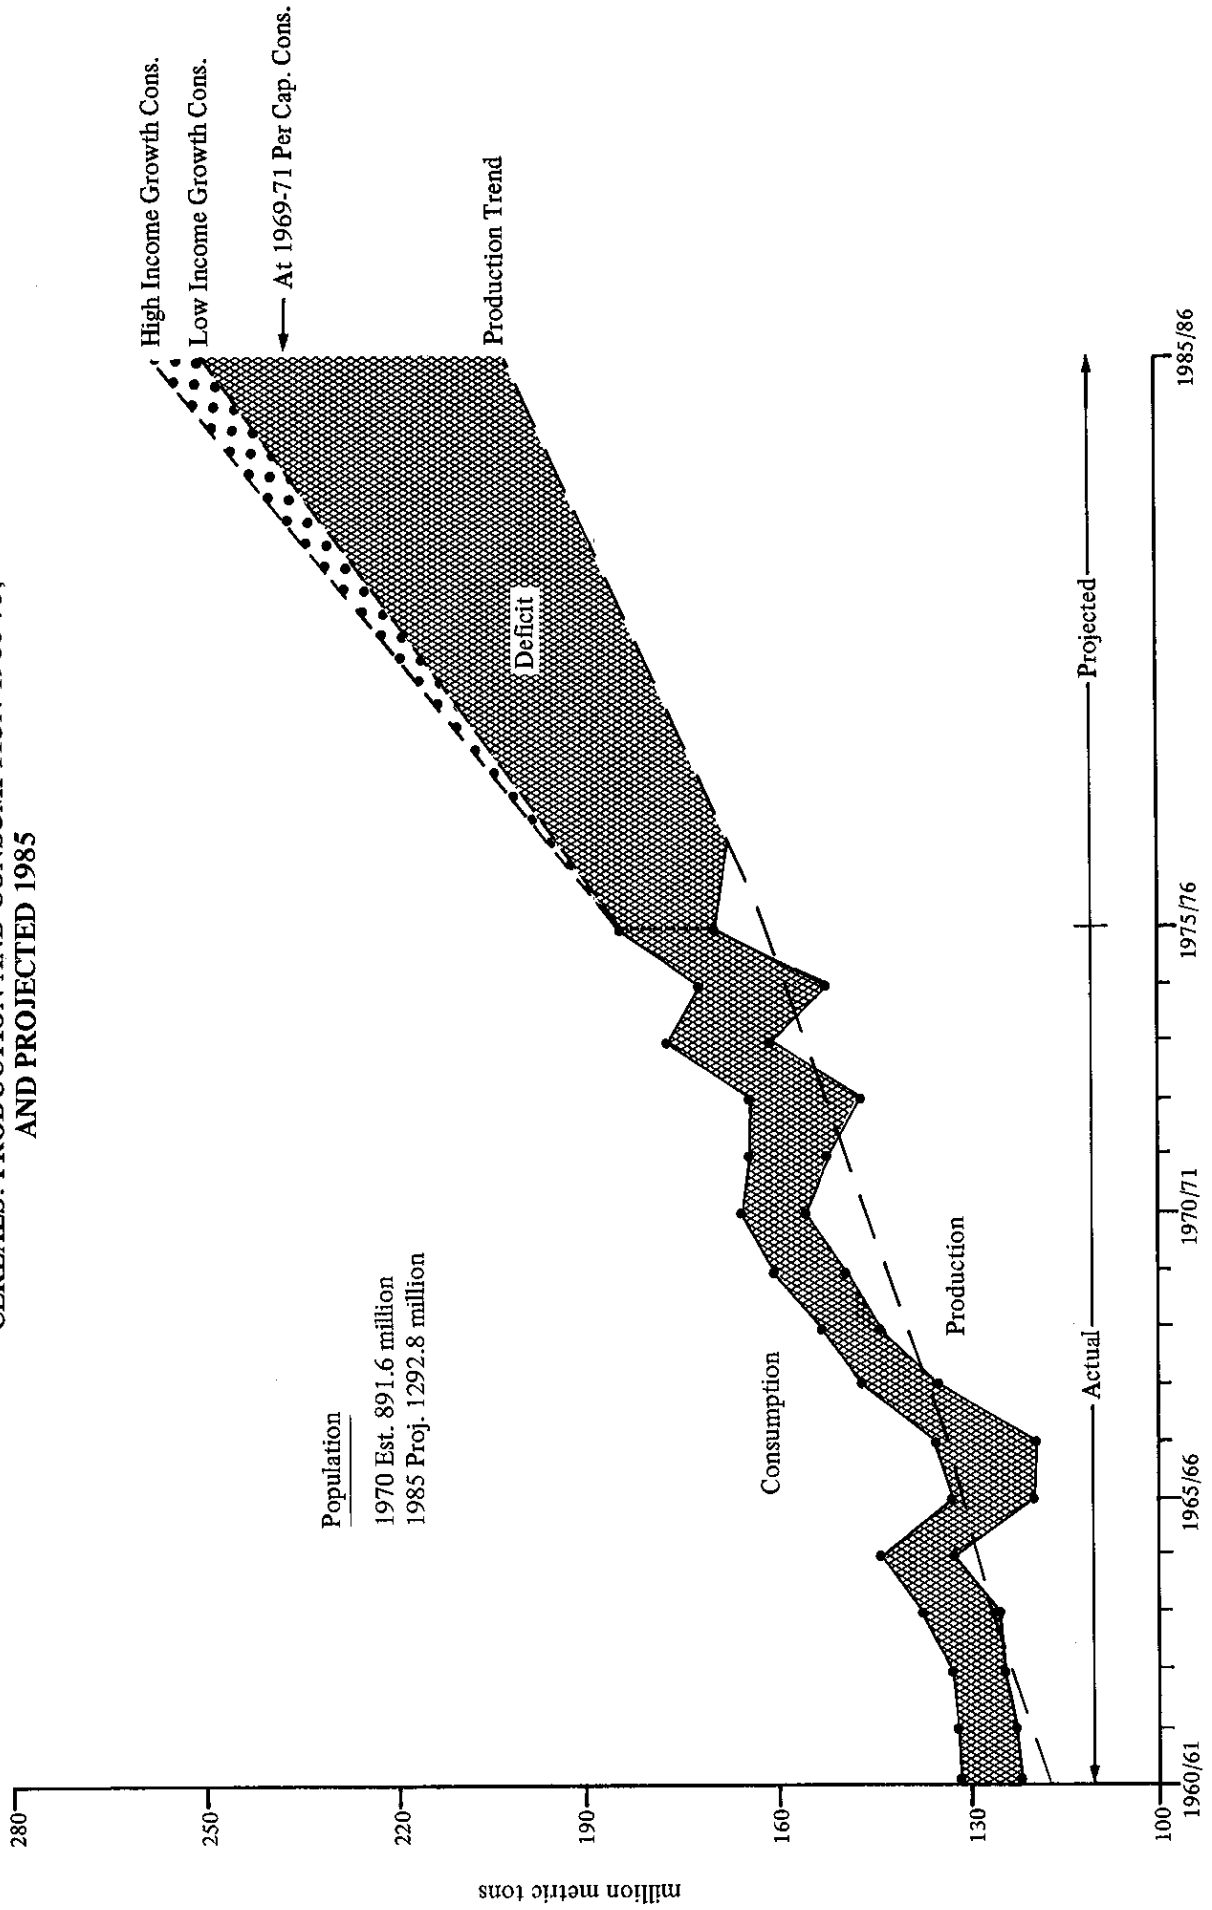 AND PROJECTED 1985
High Income Growth Cons.
Low Income Growth Cons.
At 1969-71 Per Cap. Cons.
Production Trend
Population
1970 Est. 891.6 million
1985 Proj. 1292.8 million
Deficit
Consumption
Production
Actual
Projected
million metric tons
280
250
220
190
160
130
100
1960/61
1965/66
1970/71
1975/76
1985/86